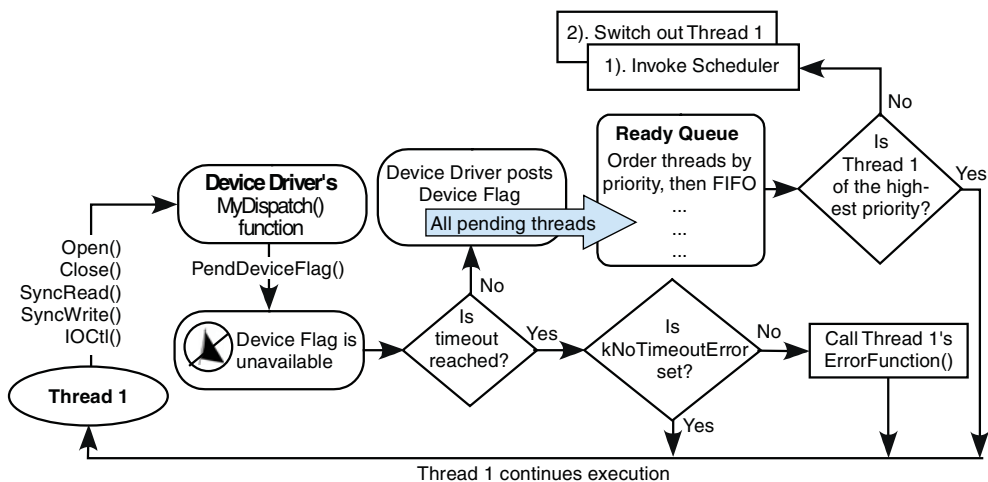 2). Switch out Thread 1
1). Invoke Scheduler
No
Ready Queue
Order threads by
priority, then FIFO
...
...
...
Is
Thread 1
of the high-
est priority?
Yes
Device Driver posts
Device Flag
All pending threads
Device Driver's
MyDispatch()
function
Open()
Close()
SyncRead()
SyncWrite()
IOCtl()
PendDeviceFlag()
No
Device Flag is
unavailable
Is
timeout
reached?
Yes
Is
kNoTimeoutError
set?
No
Call Thread 1's
ErrorFunction()
Yes
Thread 1
Thread 1 continues execution